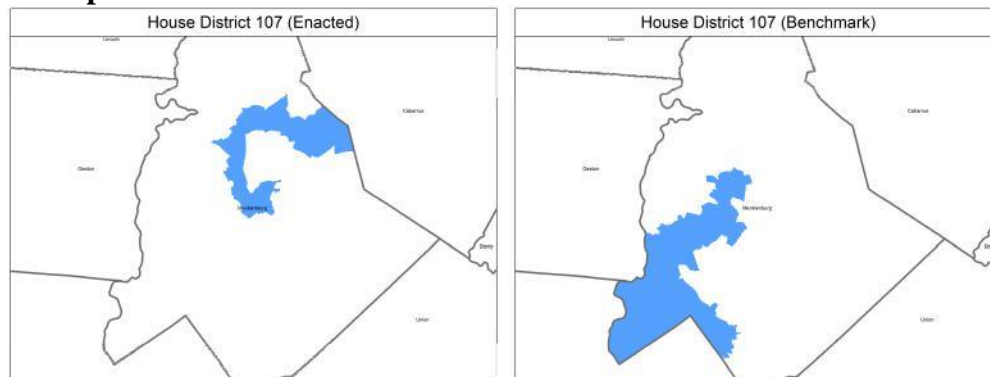 House District 107 (Enacted)
House District 107 (Benchmark)
Lincoln
Cabarrus
Gaston
Mecklenburg
Stanly
Union
Lincoln
Cabarrus
Gaston
Mecklenburg
Union